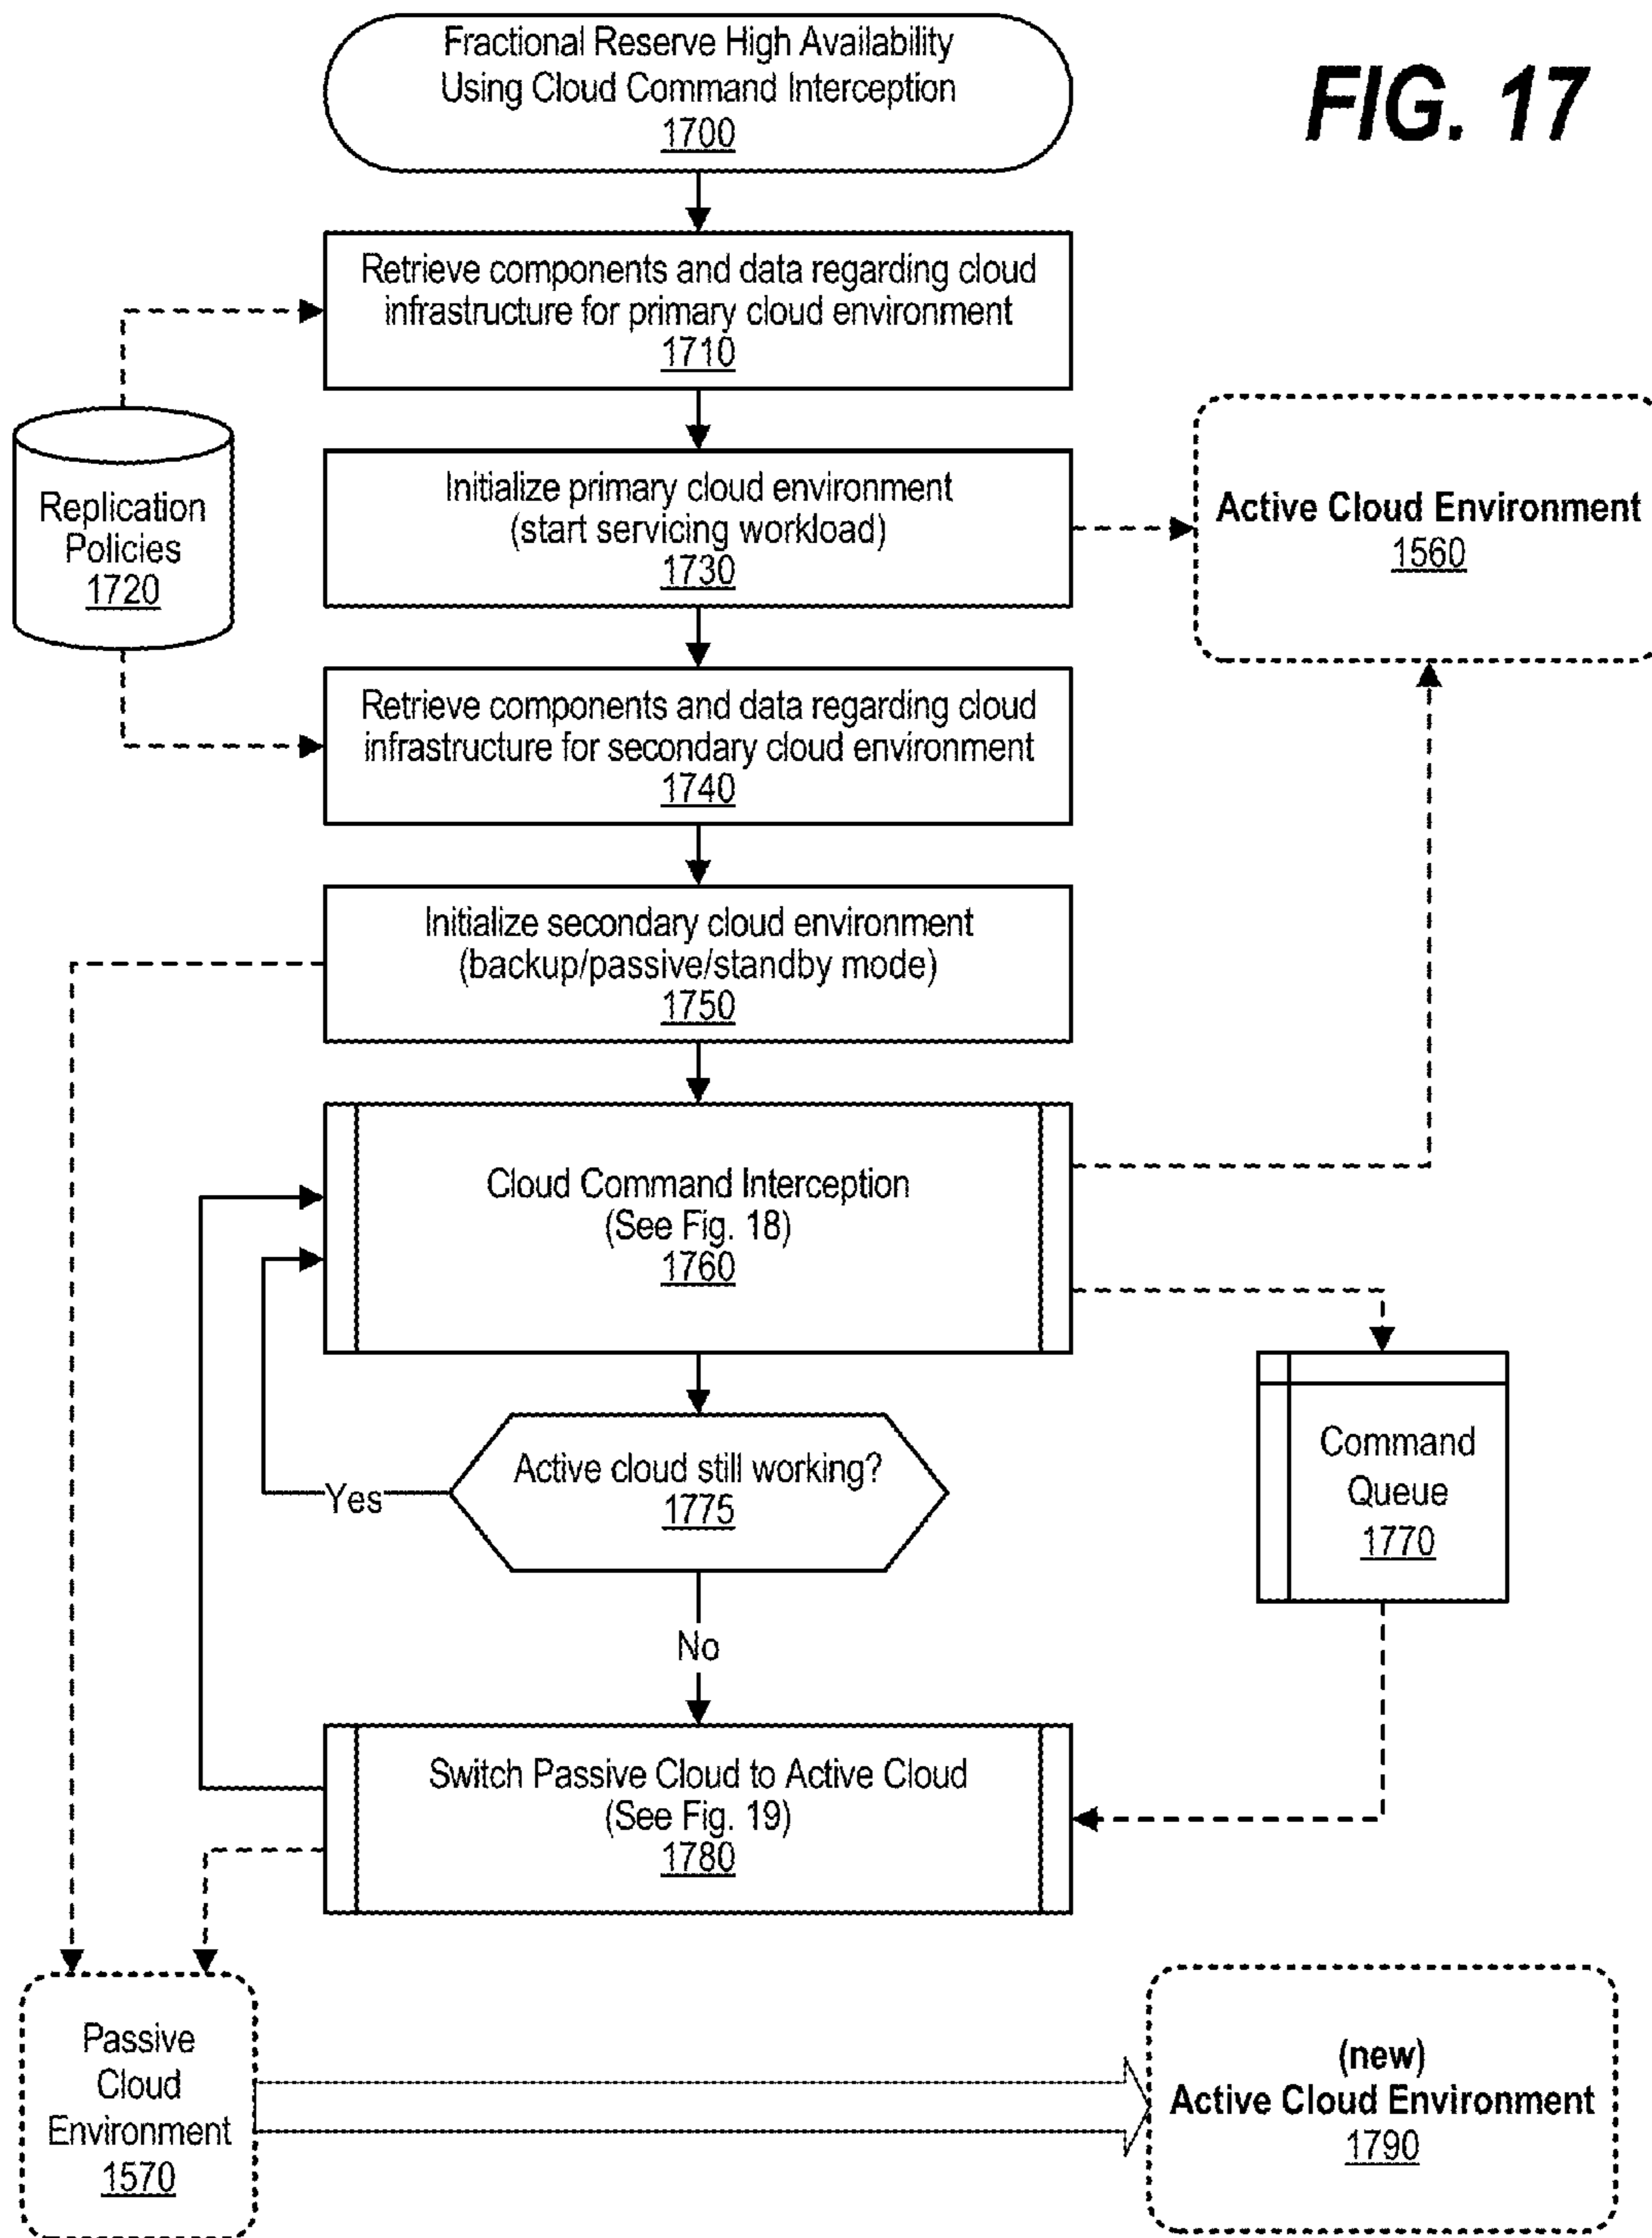 Fractional Reserve High Availability
Using Cloud Command Interception
1700
FIG. 17
Retrieve components and data regarding cloud
infrastructure for primary cloud environment
1710
Replication
Policies
1720
Initialize primary cloud environment
(start servicing workload)
1730
Active Cloud Environment
1560
Retrieve components and data regarding cloud
infrastructure for secondary cloud environment
1740
Initialize secondary cloud environment
(backup/passive/standby mode)
1750
Cloud Command Interception
(See Fig. 18)
1760
Active cloud still working?
1775
Yes
No
Command
Queue
1770
Switch Passive Cloud to Active Cloud
(See Fig. 19)
1780
Passive
Cloud
Environment
1570
(new)
Active Cloud Environment
1790